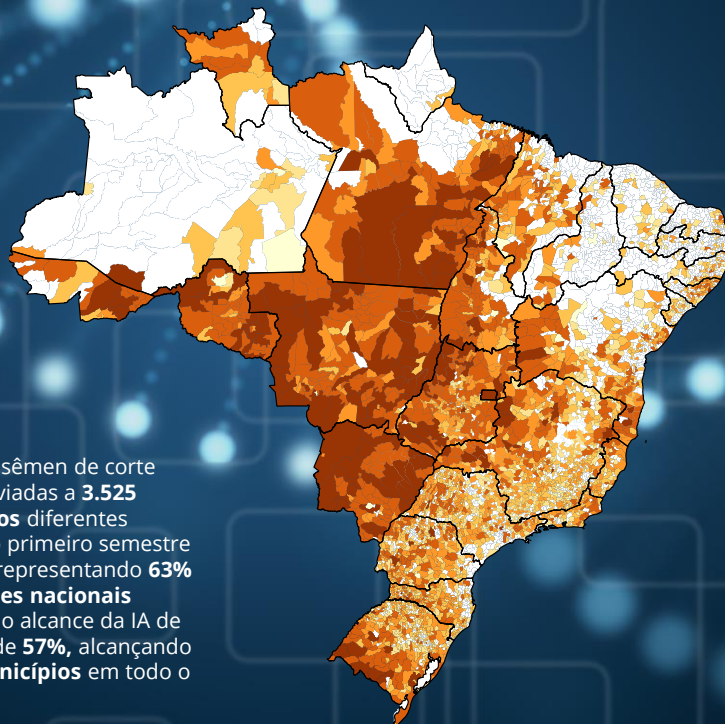 sêmen de corte
viadas a 3.525
os diferentes
primeiro semestre
representando 63%
es nacionais
o alcance da IA de
de 57%, alcançando
nicípios em todo o